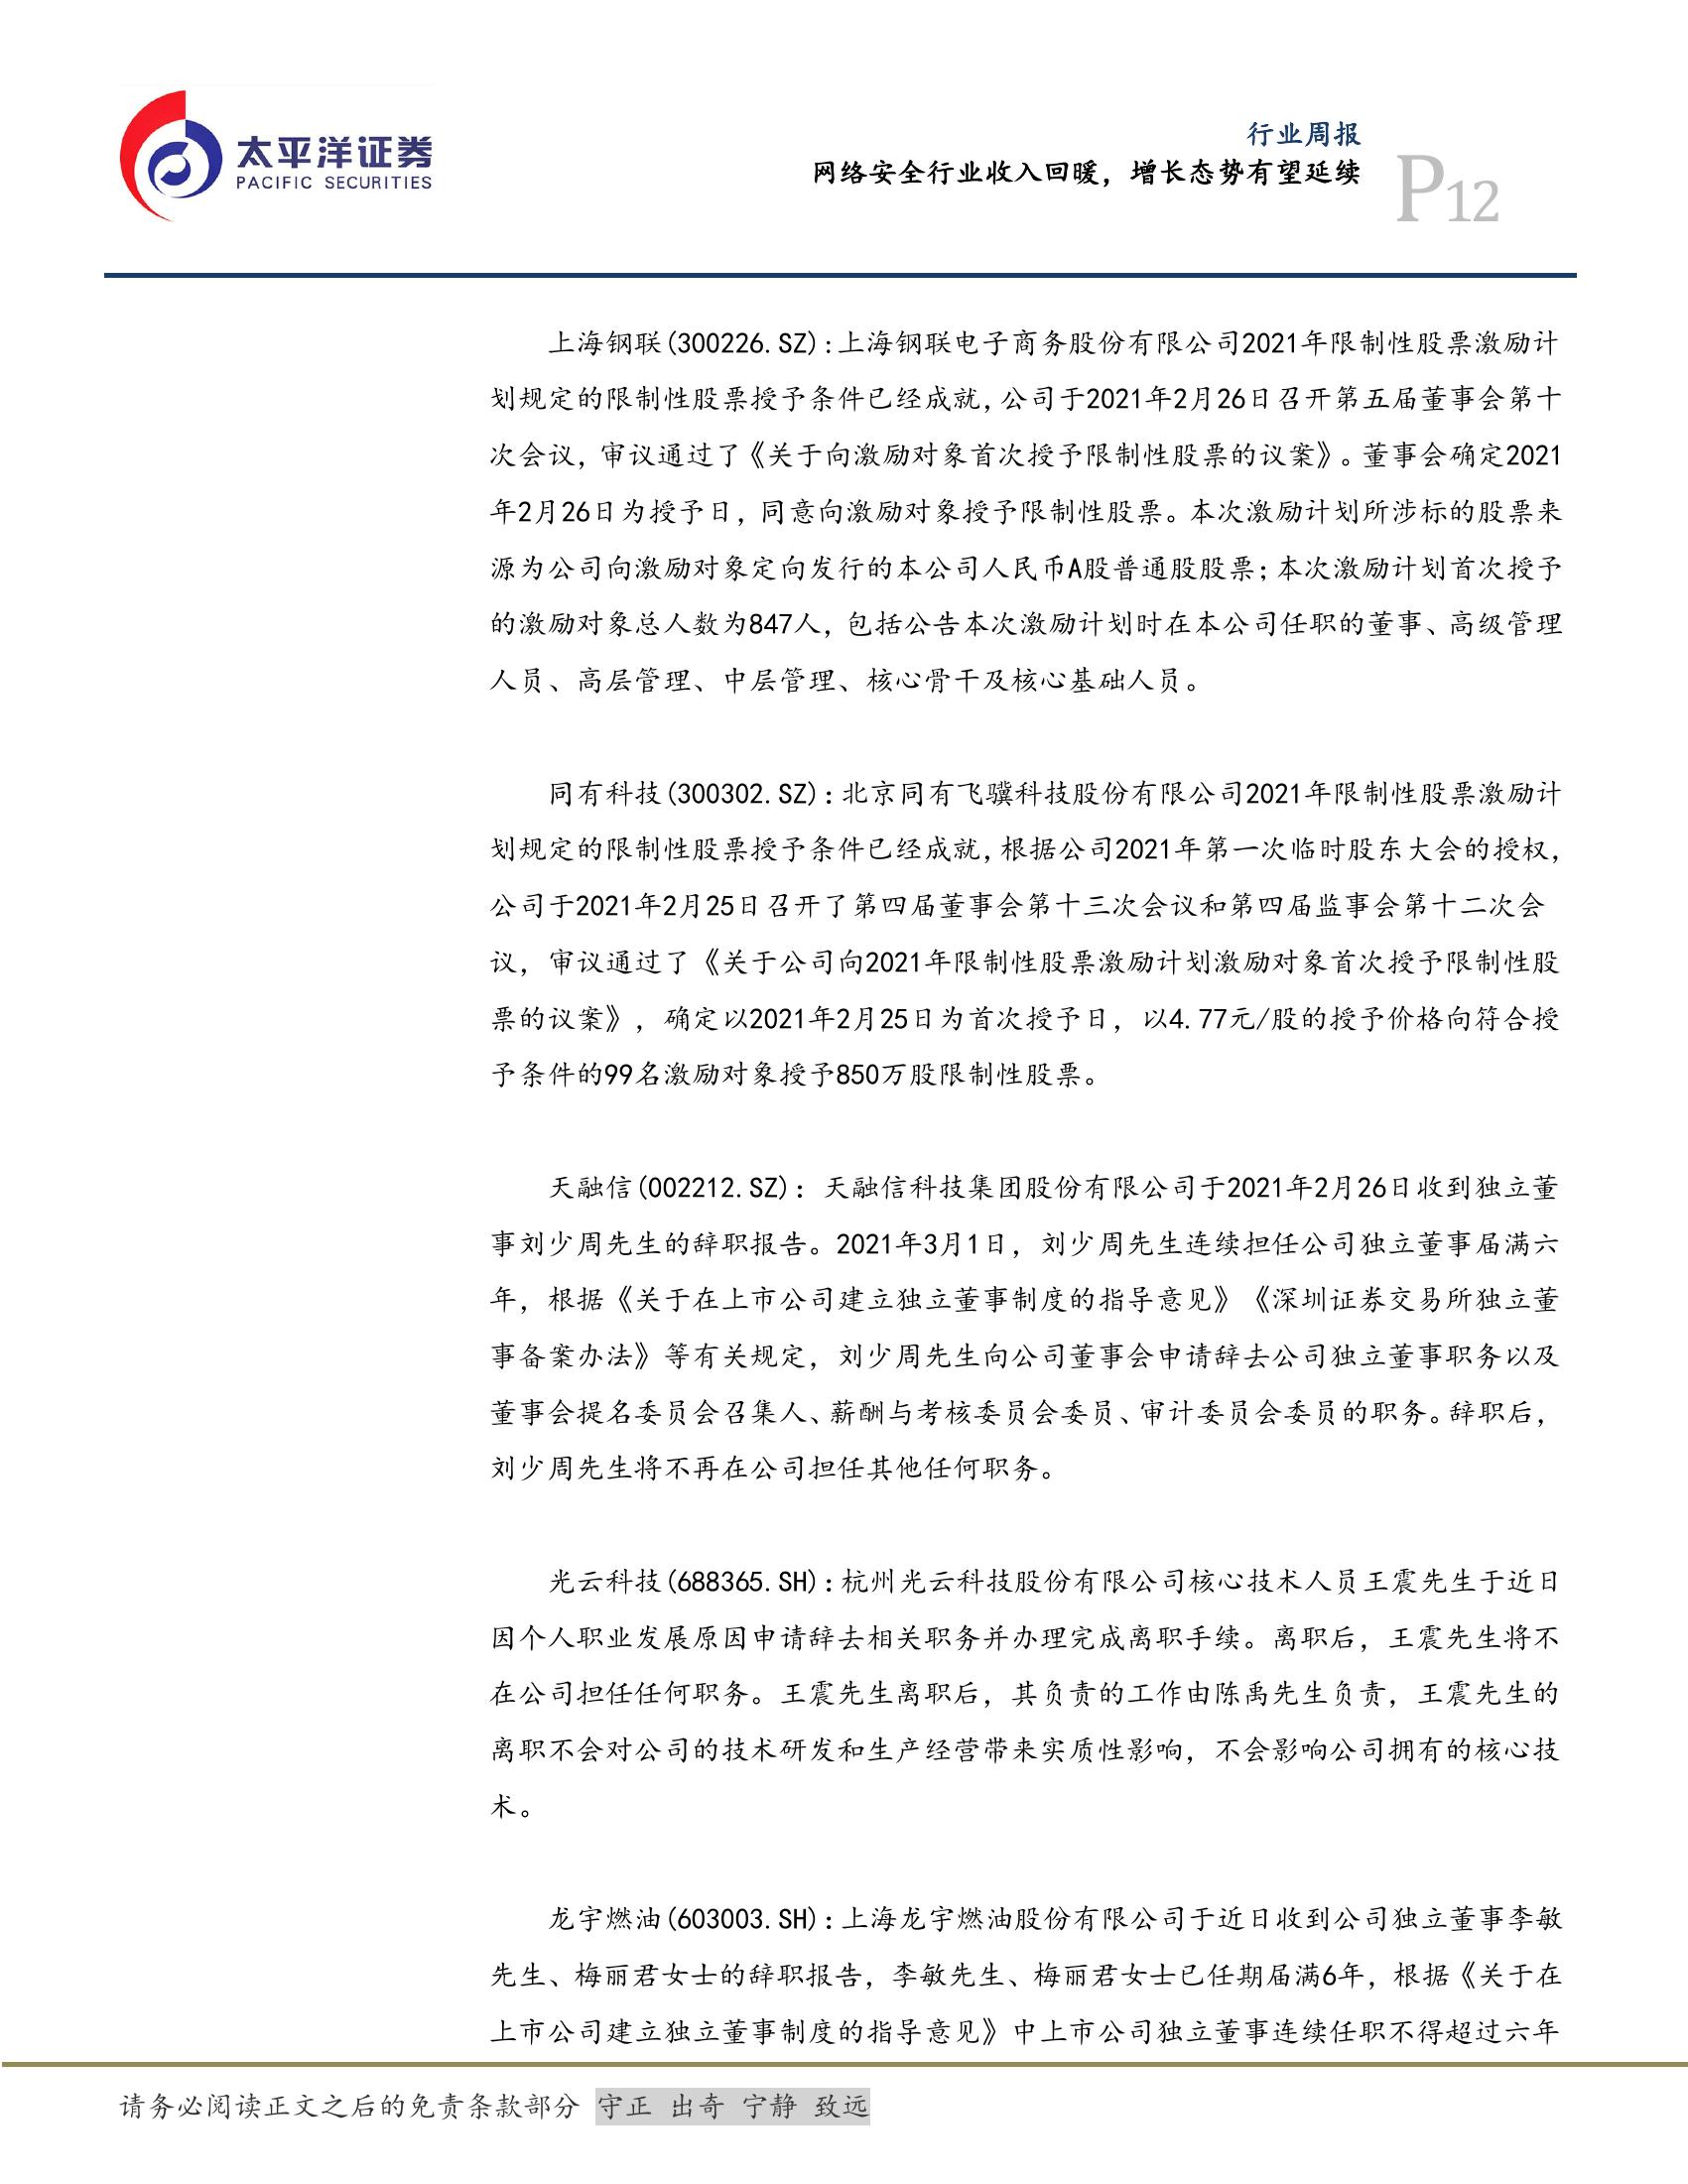 太平洋证券
PACIFIC SECURITIES
行业周报
网络安全行业收入回暖，增长态势有望延续
P12
上海钢联(300226.SZ):上海钢联电子商务股份有限公司2021年限制性股票激励计
划规定的限制性股票授予条件已经成就，公司于2021年2月26日召开第五届董事会第十
次会议，审议通过了《关于向激励对象首次授予限制性股票的议案》。董事会确定2021
年2月26日为授予日，同意向激励对象授予限制性股票。本次激励计划所涉标的股票来
源为公司向激励对象定向发行的本公司人民币A股普通股股票；本次激励计划首次授予
的激励对象总人数为847人，包括公告本次激励计划时在本公司任职的董事、高级管理
人员、高层管理、中层管理、核心骨干及核心基础人员。
同有科技(300302.SZ):北京同有飞骥科技股份有限公司2021年限制性股票激励计
划规定的限制性股票授予条件已经成就，根据公司2021年第一次临时股东大会的授权，
公司于2021年2月25日召开了第四届董事会第十三次会议和第四届监事会第十二次会
议，审议通过了《关于公司向2021年限制性股票激励计划激励对象首次授予限制性股
票的议案》，确定以2021年2月25日为首次授予日，以4.77元/股的授予价格向符合授
予条件的99名激励对象授予850万股限制性股票。
天融信(002212.SZ): 天融信科技集团股份有限公司于2021年2月26日收到独立董
事刘少周先生的辞职报告。2021年3月1日，刘少周先生连续担任公司独立董事届满六
年，根据《关于在上市公司建立独立董事制度的指导意见》《深圳证券交易所独立董
事备案办法》等有关规定，刘少周先生向公司董事会申请辞去公司独立董事职务以及
董事会提名委员会召集人、薪酬与考核委员会委员、审计委员会委员的职务。辞职后，
刘少周先生将不再在公司担任其他任何职务。
光云科技(688365.SH):杭州光云科技股份有限公司核心技术人员王震先生于近日
因个人职业发展原因申请辞去相关职务并办理完成离职手续。离职后，王震先生将不
在公司担任任何职务。王震先生离职后，其负责的工作由陈禹先生负责，王震先生的
离职不会对公司的技术研发和生产经营带来实质性影响，不会影响公司拥有的核心技
术。
龙宇燃油(603003.SH):上海龙宇燃油股份有限公司于近日收到公司独立董事李敏
先生、梅丽君女士的辞职报告，李敏先生、梅丽君女士已任期届满6年，根据《关于在
上市公司建立独立董事制度的指导意见》中上市公司独立董事连续任职不得超过六年
请务必阅读正文之后的免责条款部分 守正 出奇 宁静 致远